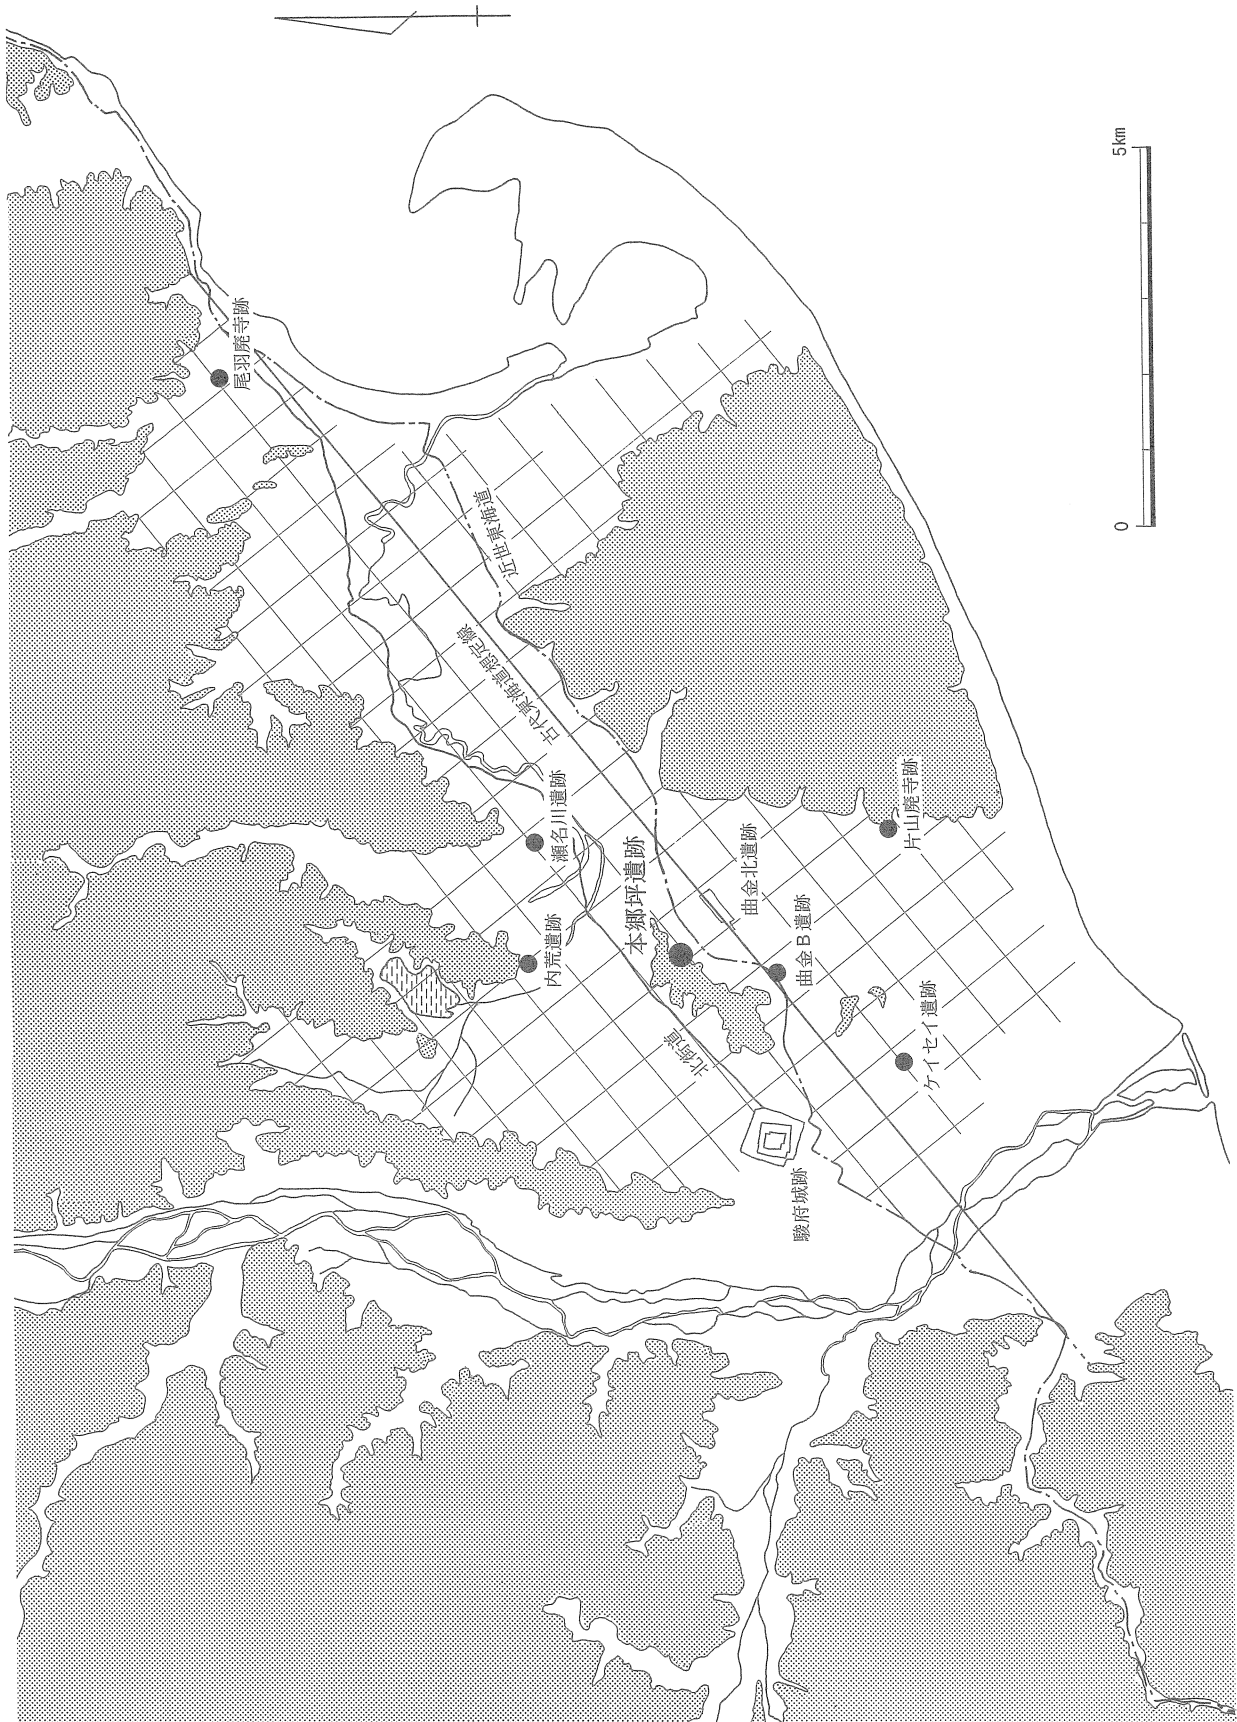 尾羽廃寺跡
近世東海道
古代東海道想定線
瀬名川遺跡
本郷坪遺跡
内荒遺跡
曲金北遺跡
曲金B遺跡
片山廃寺跡
ケイセイ遺跡
北街道
駿府城跡
0
5km